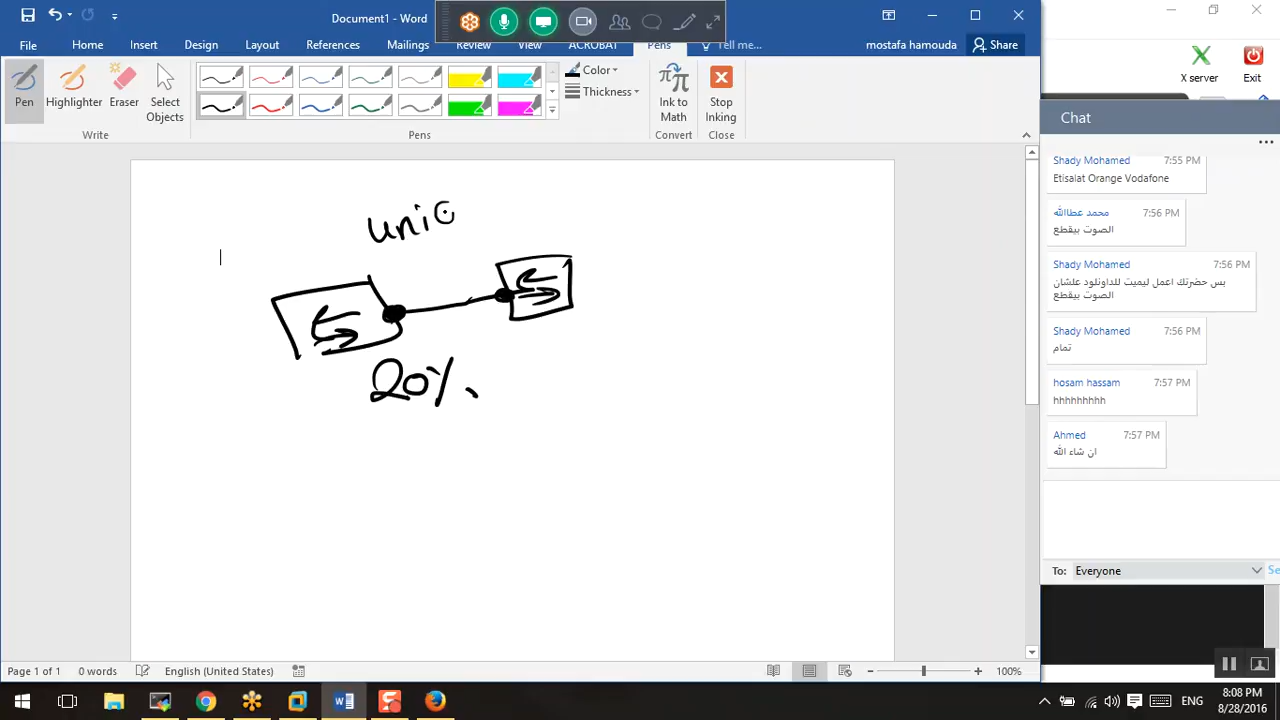 Document1 - Word
File
Home
Insert
Design
Layout
References
Mailings
Review
View
ACROBAT
Pens
Tell me...
mostafa hamouda
Share
Pen
Highlighter
Eraser
Select Objects
Color
Thickness
Ink to Math
Stop Inking
Write
Pens
Convert
Close
X server
Exit
Chat
Shady Mohamed 7:55 PM
Etisalat Orange Vodafone
محمد عطاالله 7:56 PM
الصوت بيقطع
Shady Mohamed 7:56 PM
بس حضرتك اعمل ليميت للداونلود علشان
الصوت بيقطع
Shady Mohamed 7:56 PM
تمام
hosam hassam 7:57 PM
hhhhhhhhh
Ahmed 7:57 PM
ان شاء الله
To: Everyone
Se
20%
Page 1 of 1
0 words
English (United States)
100%
ENG
8:08 PM
8/28/2016